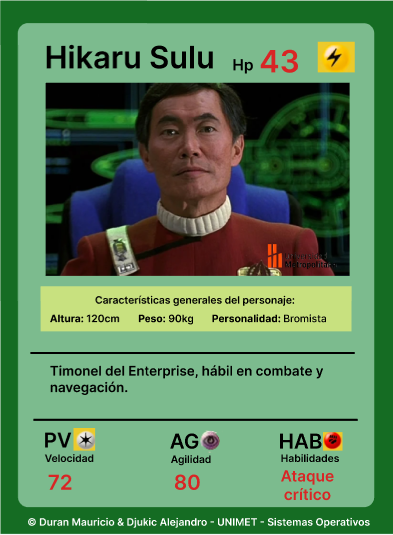 Hikaru Sulu Hp 43
Metropolitana
Características generales del personaje:
Altura: 120cm Peso: 90kg Personalidad: Bromista
Timonel del Enterprise, hábil en combate y
navegación.
PV AG HAB
Velocidad Agilidad Habilidades
72 80 Ataque
crítico
© Duran Mauricio & Djukic Alejandro - UNIMET - Sistemas Operativos